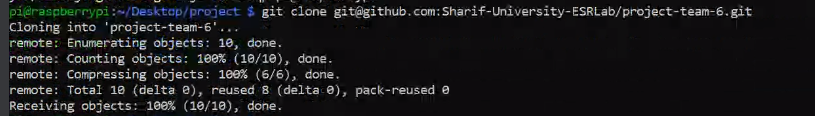 pi@raspberrypi:~/Desktop/project $ git clone git@github.com:Sharif-University-ESRLab/project-team-6.git
Cloning into 'project-team-6'...
remote: Enumerating objects: 10, done.
remote: Counting objects: 100% (10/10), done.
remote: Compressing objects: 100% (6/6), done.
remote: Total 10 (delta 0), reused 8 (delta 0), pack-reused 0
Receiving objects: 100% (10/10), done.